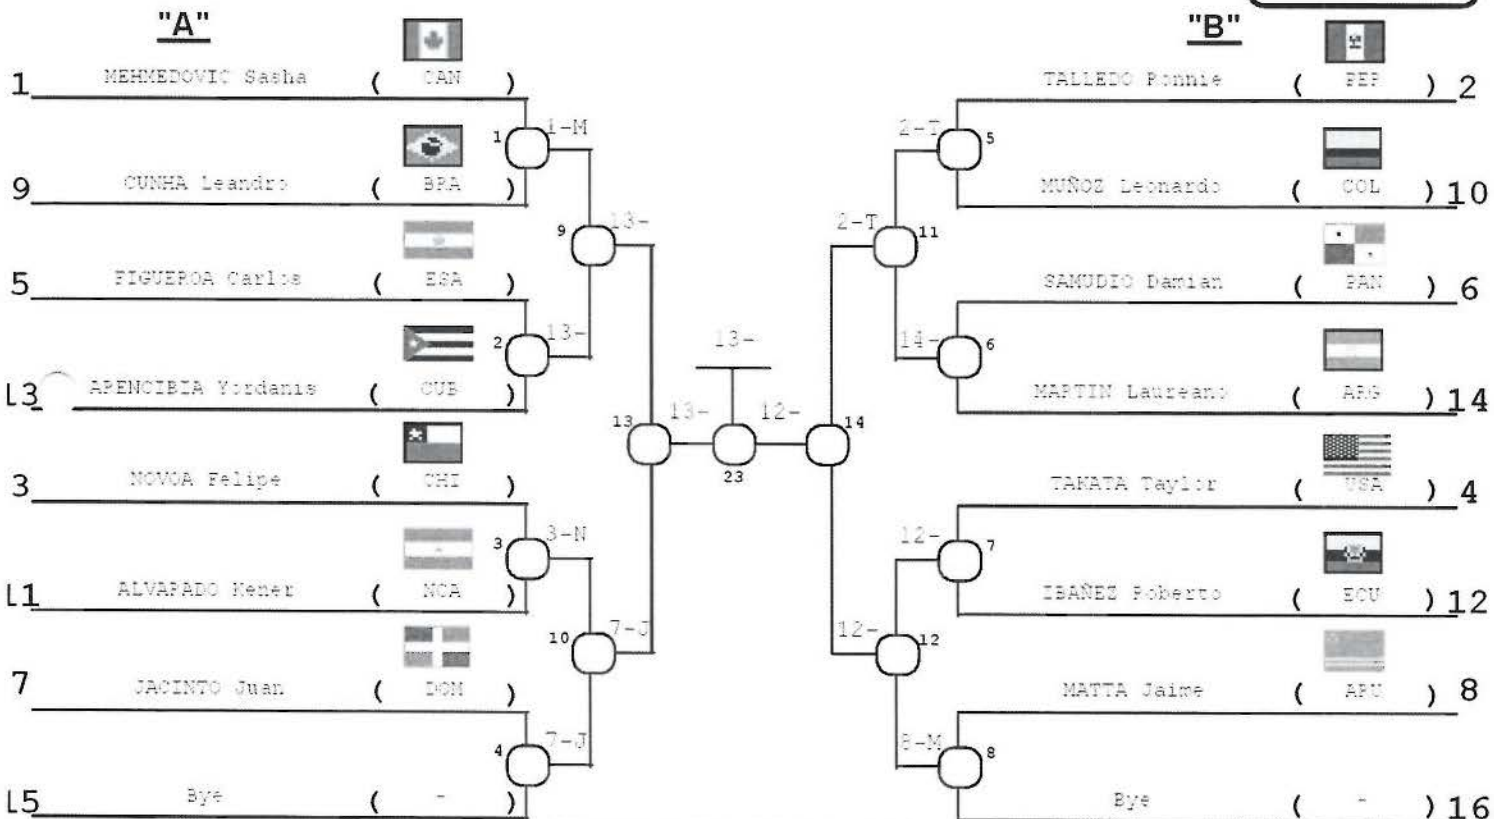 "A"
"B"
1 MEHMEDOVIC Sasha ( CAN )
TALLEDO Ronnie ( PER ) 2
1 1-M
2-T 5
9 CUNHA Leandro ( BRA )
MUÑOZ Leonardo ( COL ) 10
9 13-
2-T 11
5 FIGUEROA Carlos ( ESA )
SAMUDIO Damian ( PAN ) 6
2 13-
14- 6
13-
13 ARENCIBIA Yordanis ( CUB )
MARTIN Laureano ( ARG ) 14
13 13- 12- 14
23
3 NOVOA Felipe ( CHI )
TAKATA Taylor ( USA ) 4
3 3-N
12- 7
11 ALVARADO Kener ( NCA )
IBAÑEZ Roberto ( ECU ) 12
10 7-J
12- 12
7 JACINTO Juan ( DOM )
MATTA Jaime ( ARU ) 8
4 7-J
8-M 8
15 Bye ( - )
Bye ( - ) 16